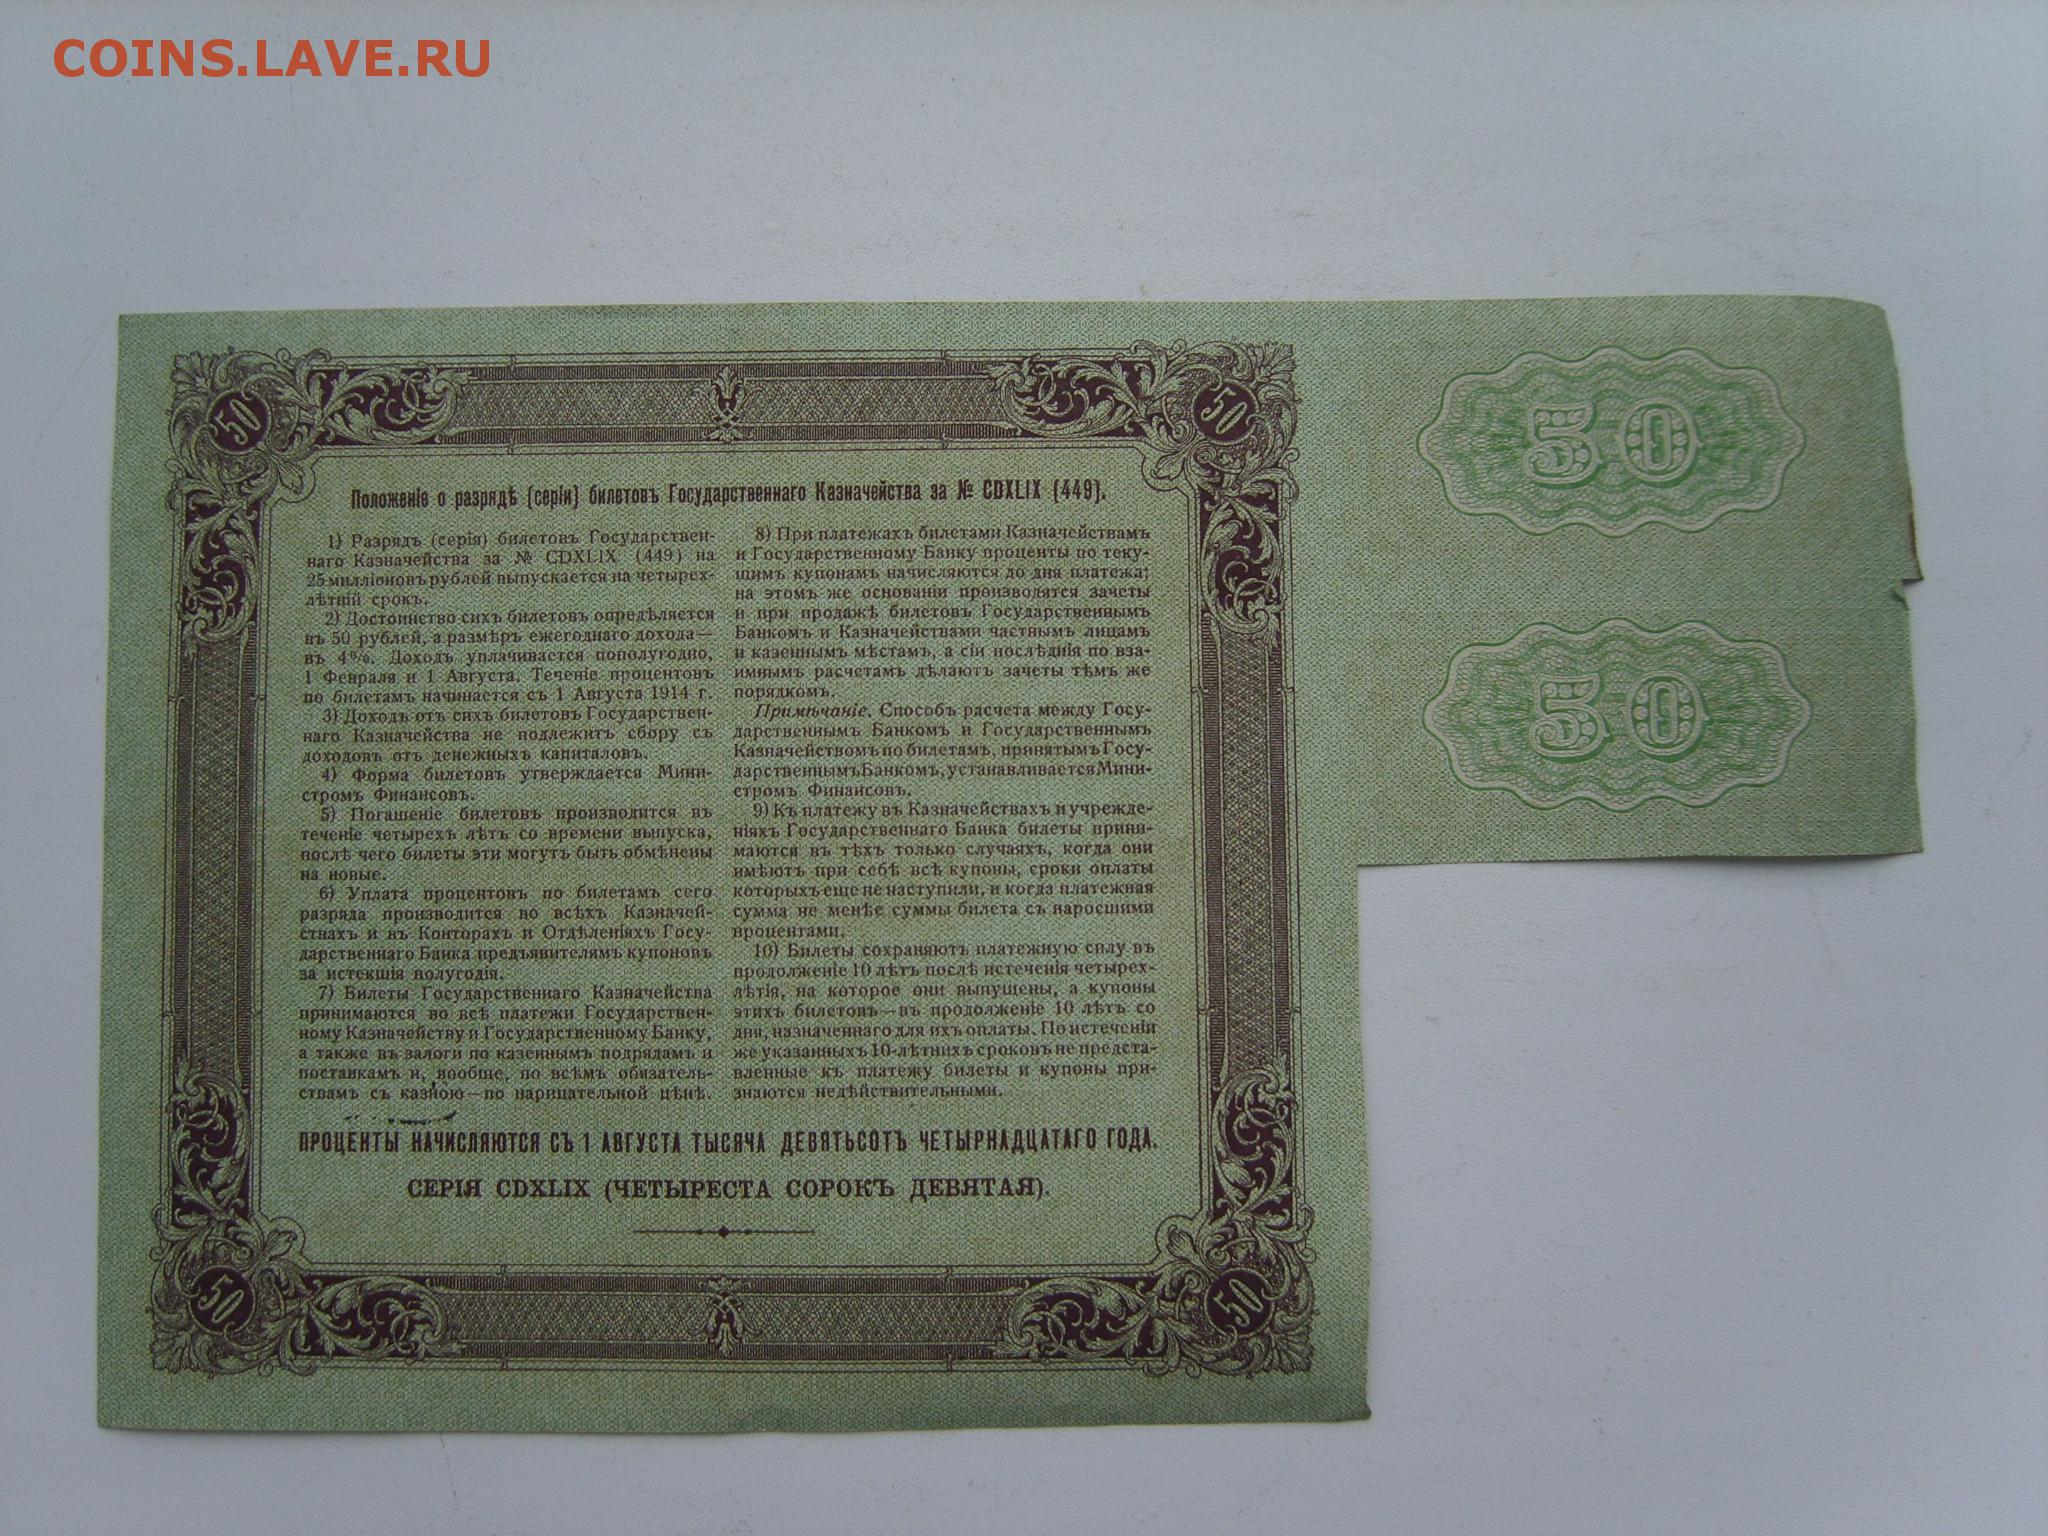 COINS.LAVE.RU
50
50
50
50
Положеніе о разрядѣ (серіи) билетовъ Государственнаго Казначейства за № CDXLIX (449).
1) Разрядъ (серія) билетовъ Государствен-
наго Казначейства за № CDXLIX (449) на
25 милліоновъ рублей выпускается на четырех-
лѣтній срокъ.
2) Достоинство сихъ билетовъ опредѣляется
въ 50 рублей, а размѣръ ежегоднаго дохода—
въ 4%. Доходъ уплачивается пополугодно,
1 Февраля и 1 Августа. Теченіе процентовъ
по билетамъ начинается съ 1 Августа 1914 г.
3) Доходъ отъ сихъ билетовъ Государствен-
наго Казначейства не подлежитъ сбору съ
доходовъ отъ денежныхъ капиталовъ.
4) Форма билетовъ утверждается Мини-
стромъ Финансовъ.
5) Погашеніе билетовъ производится въ
теченіе четырехъ лѣтъ со времени выпуска,
послѣ чего билеты эти могутъ быть обмѣнены
на новые.
6) Уплата процентовъ по билетамъ сего
разряда производится во всѣхъ Казначей-
ствахъ и въ Конторахъ и Отдѣленіяхъ Госу-
дарственнаго Банка предъявителямъ купоновъ
за истекшія полугодія.
7) Билеты Государственнаго Казначейства
принимаются во всѣ платежи Государствен-
ному Казначейству и Государственному Банку,
а также въ залоги по казеннымъ подрядамъ и
поставкамъ и, вообще, по всѣмъ обязатель-
ствамъ съ казною—по нарицательной цѣнѣ.
8) При платежахъ билетами Казначействамъ
и Государственному Банку проценты по теку-
щимъ купонамъ начисляются до дня платежа;
на этомъ же основаніи производятся зачеты
и при продажѣ билетовъ Государственнымъ
Банкомъ и Казначействами частнымъ лицамъ
и казеннымъ мѣстамъ, а сіи послѣднія по вза-
имнымъ расчетамъ дѣлаютъ зачеты тѣмъ же
порядкомъ.
Примѣчаніе. Способъ расчета между Госу-
дарственнымъ Банкомъ и Государственнымъ
Казначействомъ по билетамъ, принятымъ Госу-
дарственнымъ Банкомъ, устанавливается Мини-
стромъ Финансовъ.
9) Къ платежу въ Казначействахъ и учрежде-
ніяхъ Государственнаго Банка билеты прини-
маются въ тѣхъ только случаяхъ, когда они
имѣютъ при себѣ всѣ купоны, сроки оплаты
которыхъ еще не наступили, и когда платежная
сумма не менѣе суммы билета съ наросшими
процентами.
10) Билеты сохраняютъ платежную силу въ
продолженіе 10 лѣтъ послѣ истеченія четырех-
лѣтія, на которое они выпущены, а купоны
этихъ билетовъ—въ продолженіе 10 лѣтъ со
дня, назначеннаго для ихъ оплаты. По истеченіи
же указанныхъ 10-лѣтнихъ сроковъ не предста-
вленные къ платежу билеты и купоны при-
знаются недѣйствительными.
ПРОЦЕНТЫ НАЧИСЛЯЮТСЯ СЪ 1 АВГУСТА ТЫСЯЧА ДЕВЯТЬСОТЪ ЧЕТЫРНАДЦАТАГО ГОДА.
СЕРІЯ CDXLIX (ЧЕТЫРЕСТА СОРОКЪ ДЕВЯТАЯ).
50
50